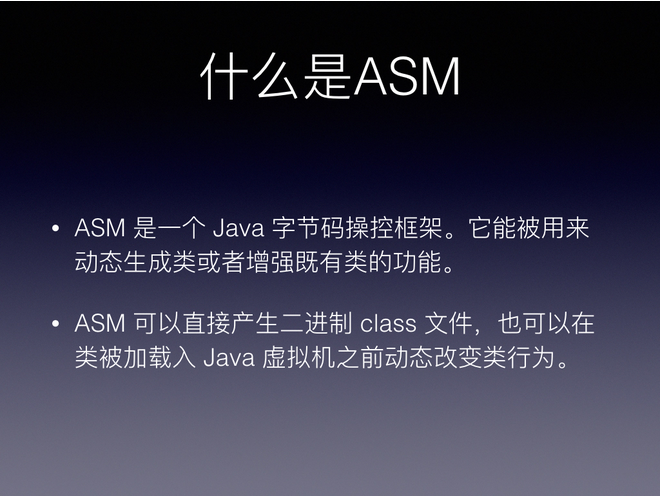 什么是ASM
• ASM 是一个 Java 字节码操控框架。它能被用来
动态生成类或者增强既有类的功能。
• ASM 可以直接产生二进制 class 文件，也可以在
类被加载入 Java 虚拟机之前动态改变类行为。